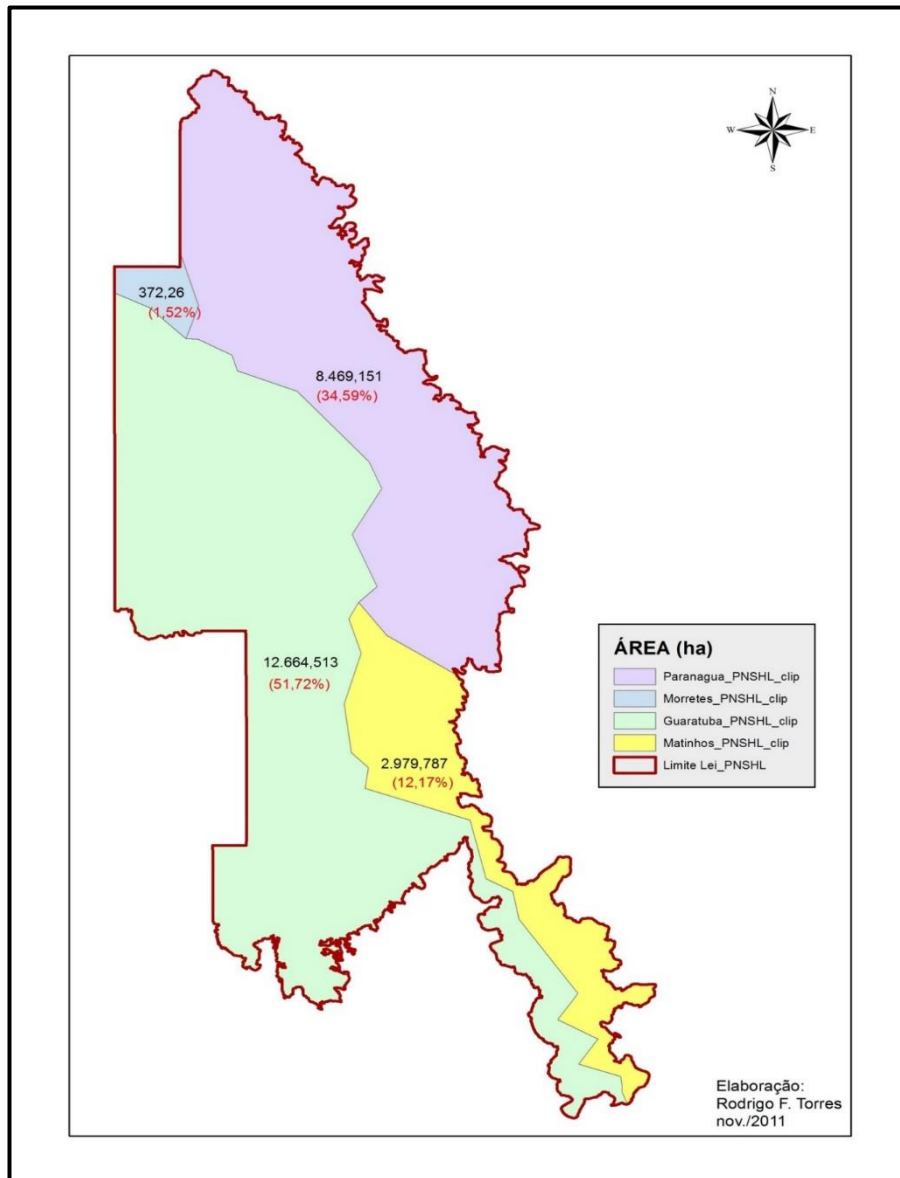 N
W E
S
372,26
(1,52%)
8.469,151
(34,59%)
12.664,513
(51,72%)
2.979,787
(12,17%)
ÁREA (ha)
Paranagua_PNSHL_clip
Morretes_PNSHL_clip
Guaratuba_PNSHL_clip
Matinhos_PNSHL_clip
Limite Lei_PNSHL
Elaboração:
Rodrigo F. Torres
nov./2011